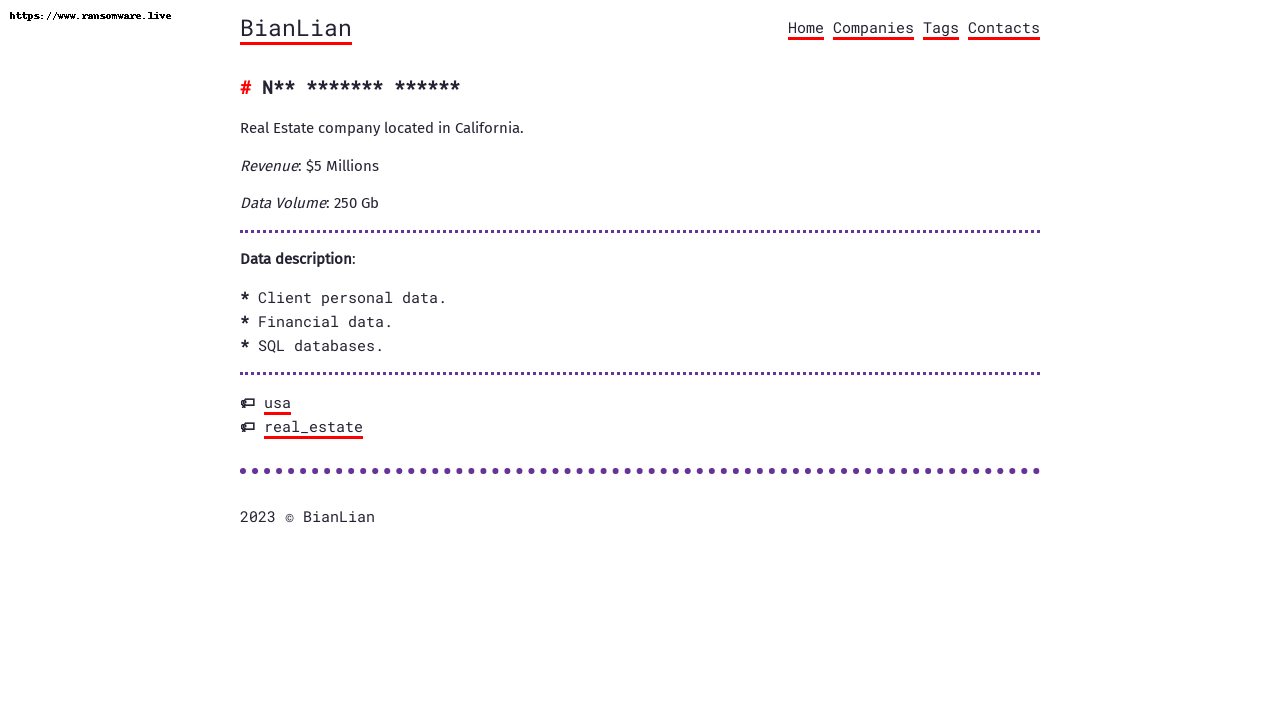 https://www.ransomware.live
BianLian
Home Companies Tags Contacts
# N** ******* ******
Real Estate company located in California.
Revenue: $5 Millions
Data Volume: 250 Gb
Data description:
* Client personal data.
* Financial data.
* SQL databases.
usa
real_estate
2023 © BianLian